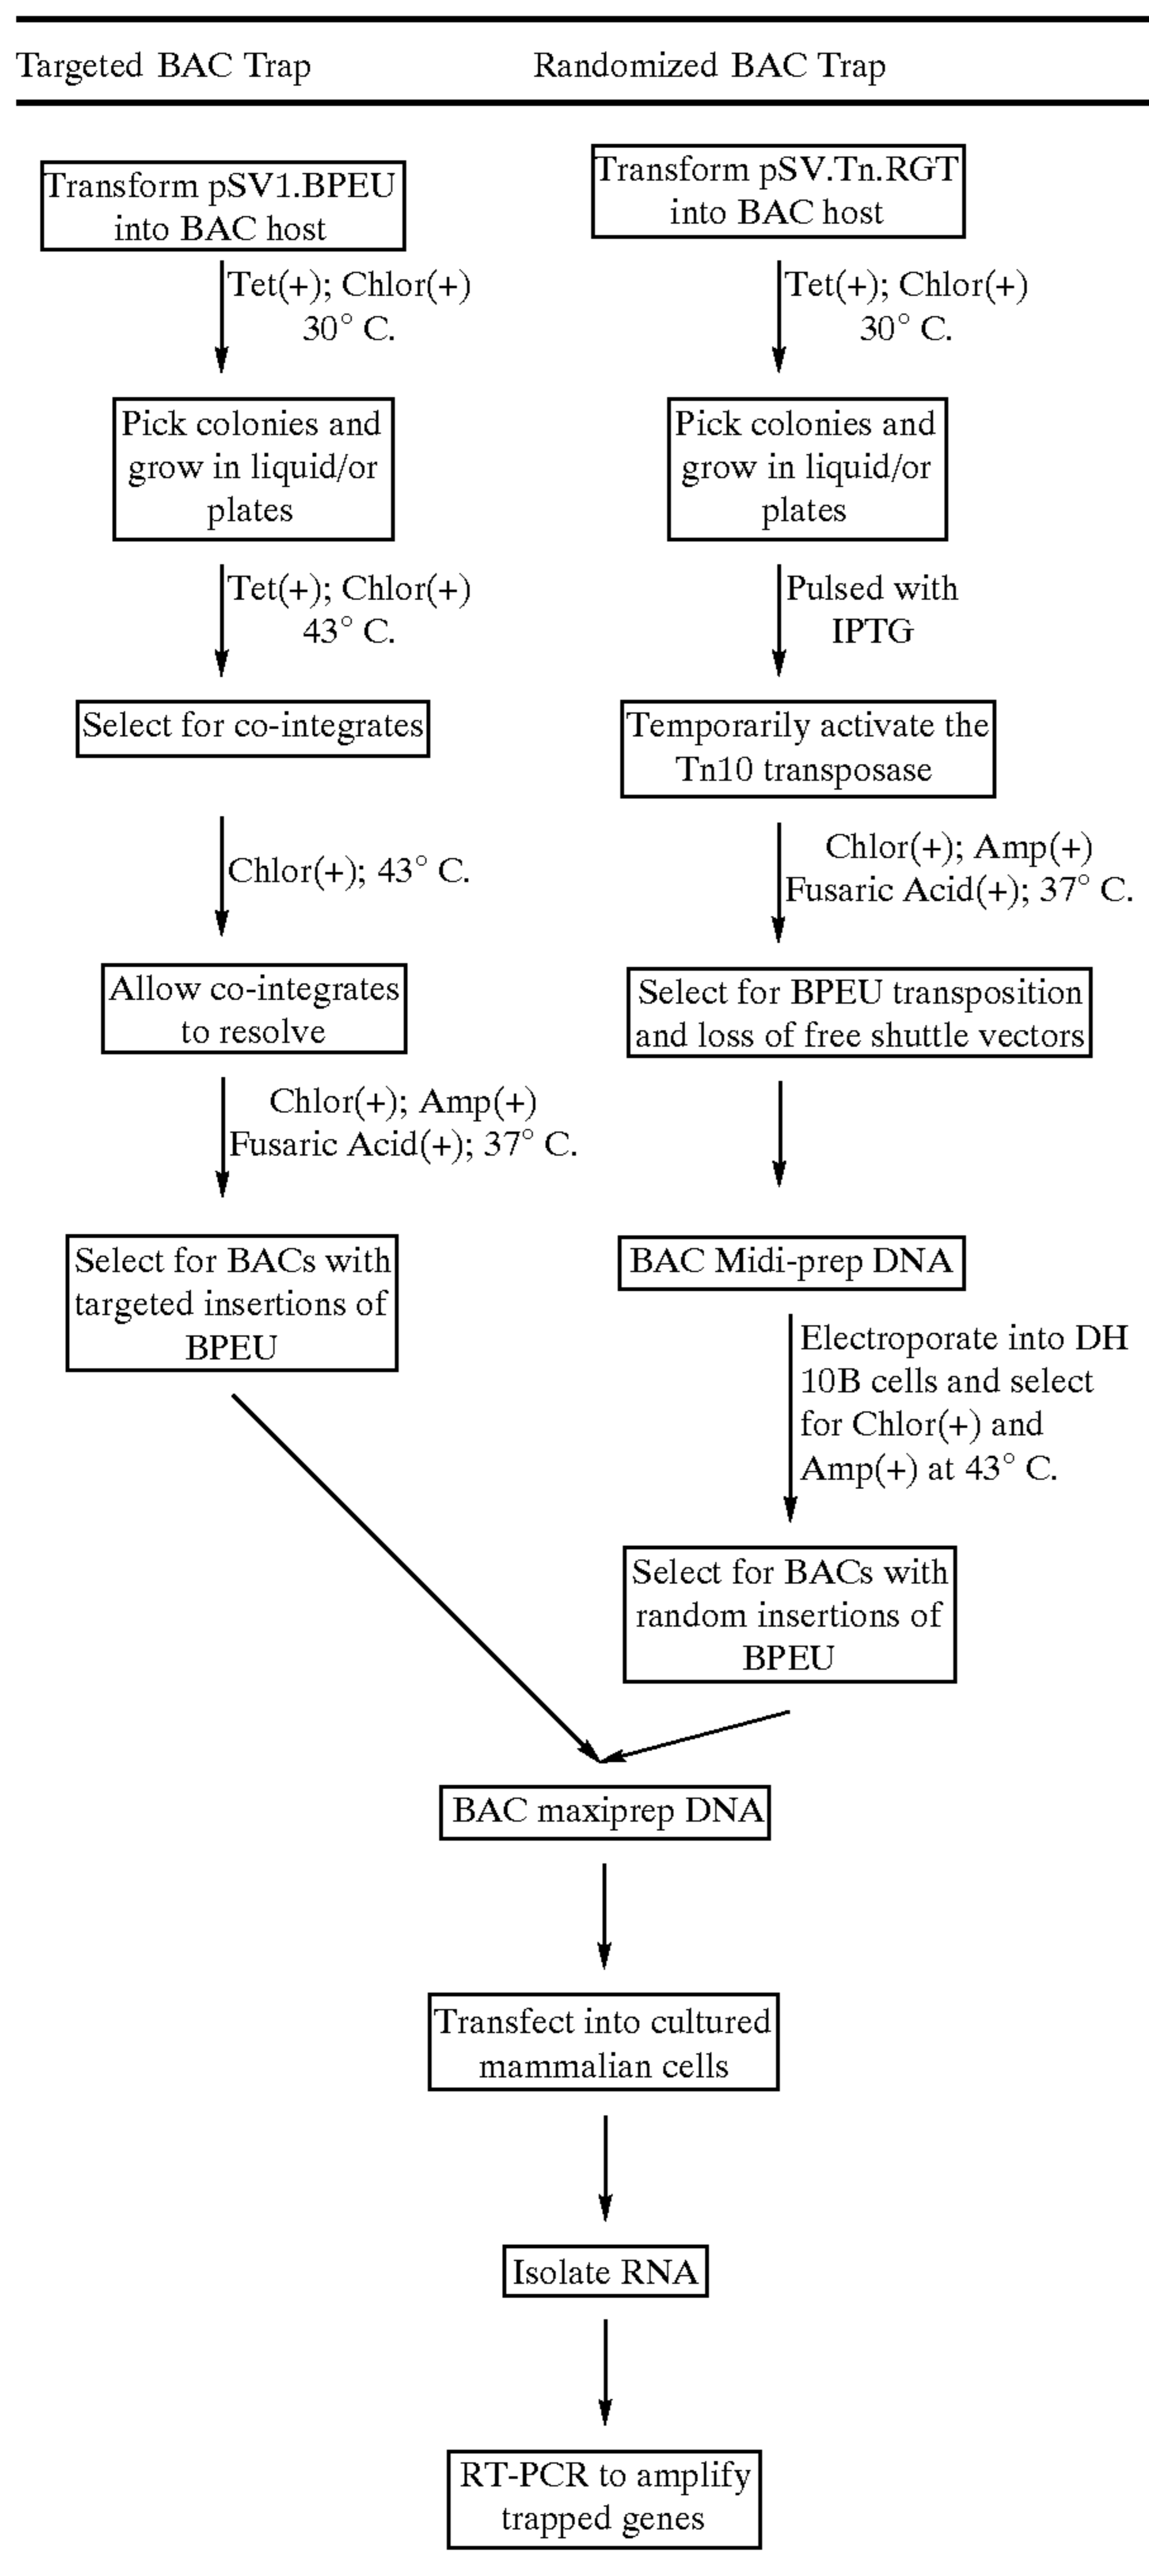 Targeted BAC Trap
Randomized BAC Trap
Transform pSV1.BPEU
into BAC host
Tet(+); Chlor(+)
30° C.
Pick colonies and
grow in liquid/or
plates
Tet(+); Chlor(+)
43° C.
Select for co-integrates
Chlor(+); 43° C.
Allow co-integrates
to resolve
Chlor(+); Amp(+)
Fusaric Acid(+); 37° C.
Select for BACs with
targeted insertions of
BPEU
Transform pSV.Tn.RGT
into BAC host
Tet(+); Chlor(+)
30° C.
Pick colonies and
grow in liquid/or
plates
Pulsed with
IPTG
Temporarily activate the
Tn10 transposase
Chlor(+); Amp(+)
Fusaric Acid(+); 37° C.
Select for BPEU transposition
and loss of free shuttle vectors
BAC Midi-prep DNA
Electroporate into DH
10B cells and select
for Chlor(+) and
Amp(+) at 43° C.
Select for BACs with
random insertions of
BPEU
BAC maxiprep DNA
Transfect into cultured
mammalian cells
Isolate RNA
RT-PCR to amplify
trapped genes